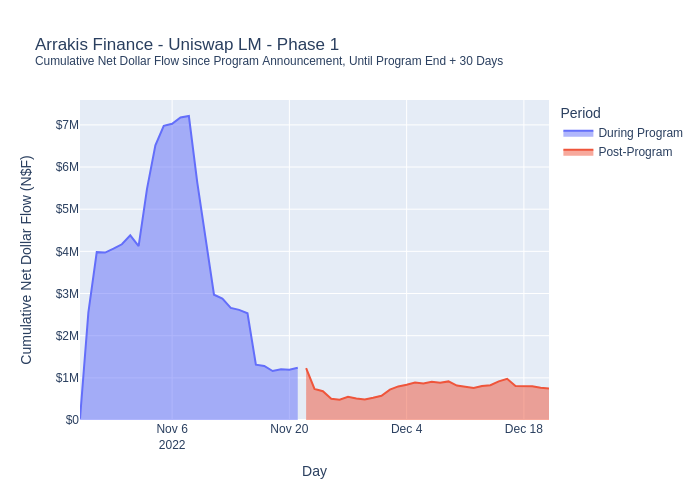 Arrakis Finance - Uniswap LM - Phase 1
Cumulative Net Dollar Flow since Program Announcement, Until Program End + 30 Days
Period
During Program
Post-Program
Cumulative Net Dollar Flow (N$F)
$7M
$6M
$5M
$4M
$3M
$2M
$1M
$0
Nov 6
2022
Nov 20
Dec 4
Dec 18
Day